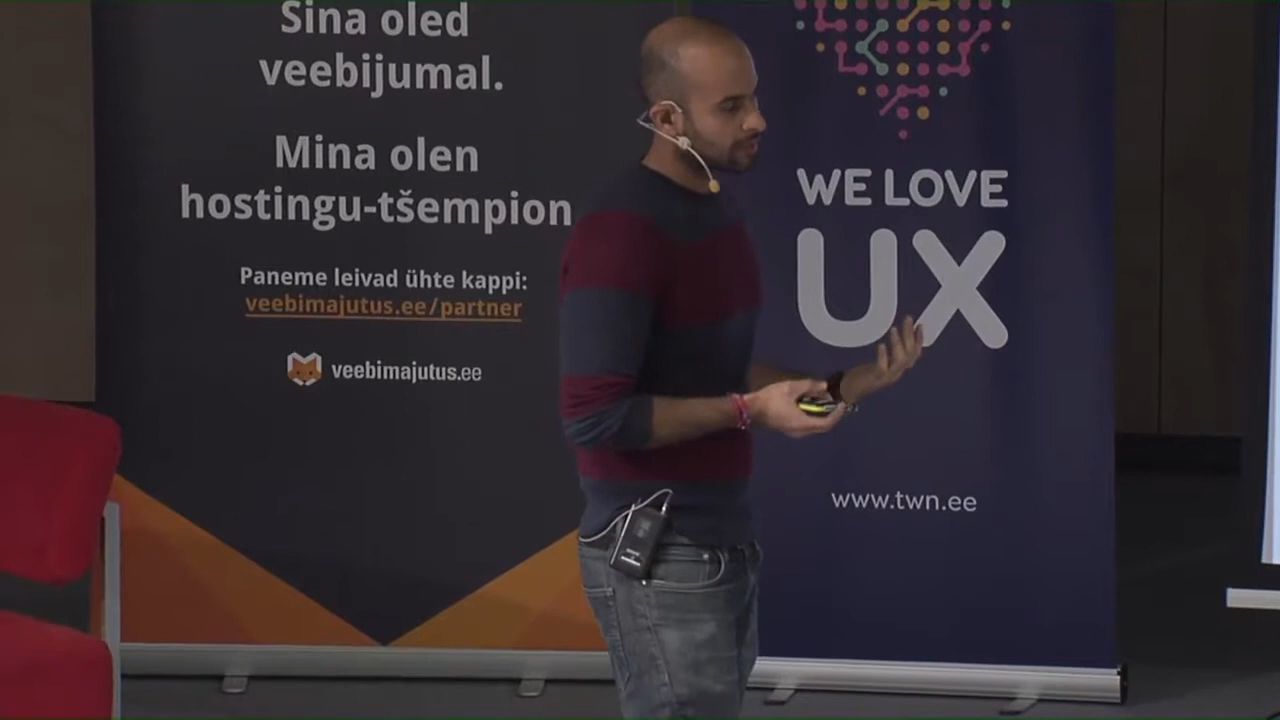 Sina oled
veebijumal.
Mina olen
hostingu-tšempion
Paneme leivad ühte kappi:
veebimajutus.ee/partner
veebimajutus.ee
WE LOVE
UX
www.twn.ee